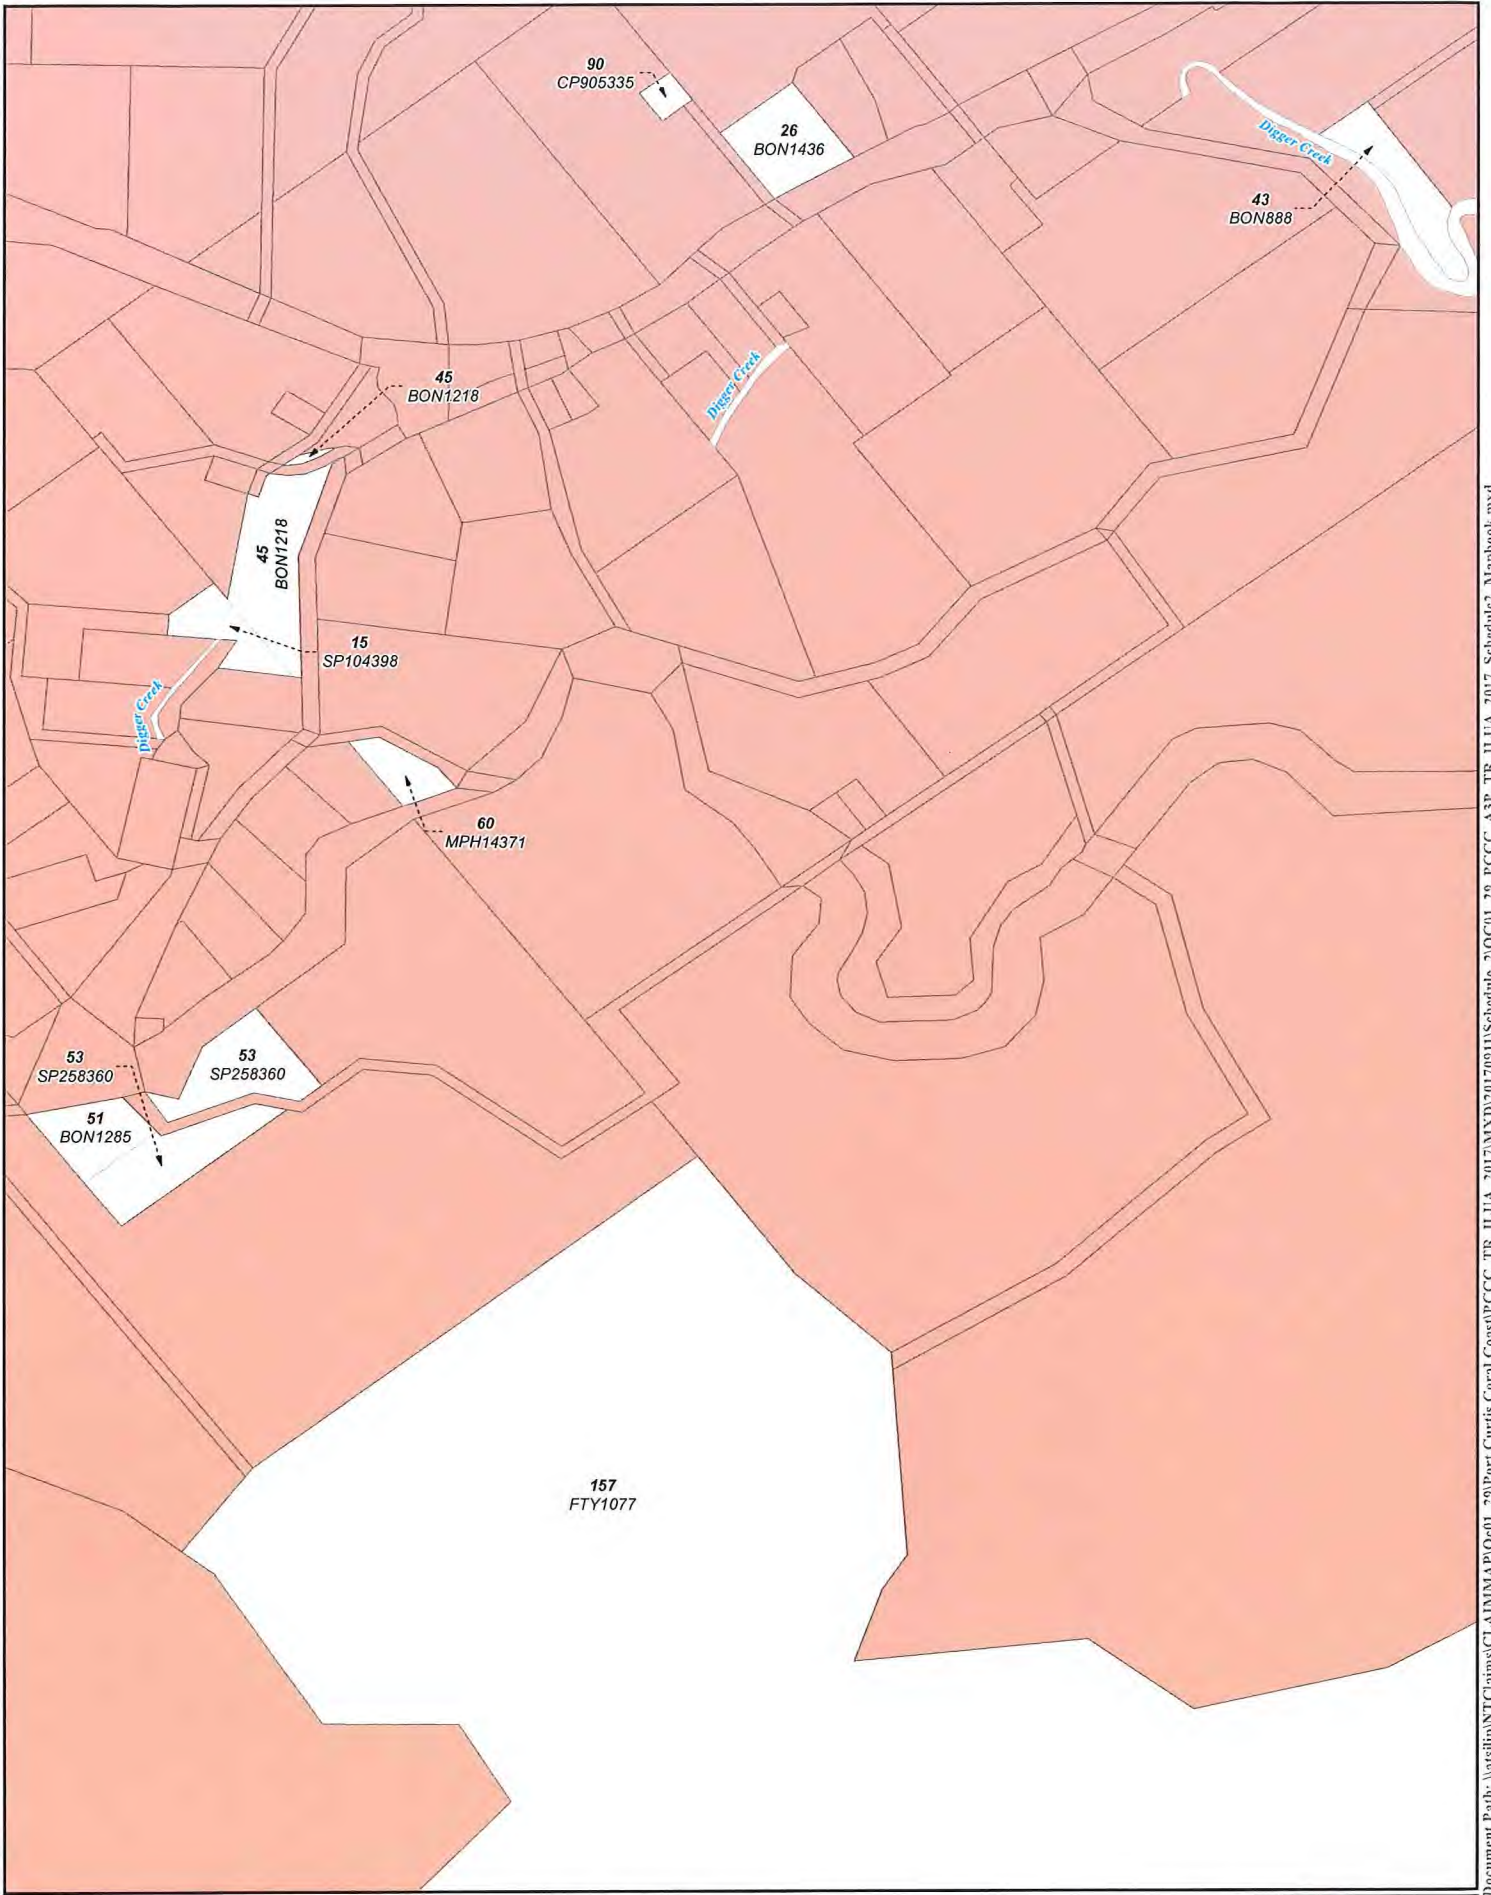 90
CP905335
26
BON1436
Digger Creek
43
BON888
45
BON1218
Digger Creek
45
BON1218
15
SP104398
Digger Creek
60
MPH14371
53
SP258360
53
SP258360
51
BON1285
157
FTY1077